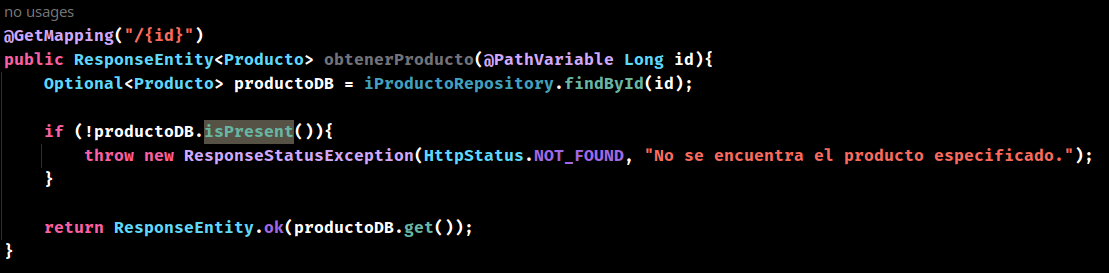 no usages
@GetMapping("/{id}")
public ResponseEntity<Producto> obtenerProducto(@PathVariable Long id){
    Optional<Producto> productoDB = iProductoRepository.findById(id);

    if (!productoDB.isPresent()){
        throw new ResponseStatusException(HttpStatus.NOT_FOUND, "No se encuentra el producto especificado.");
    }

    return ResponseEntity.ok(productoDB.get());
}